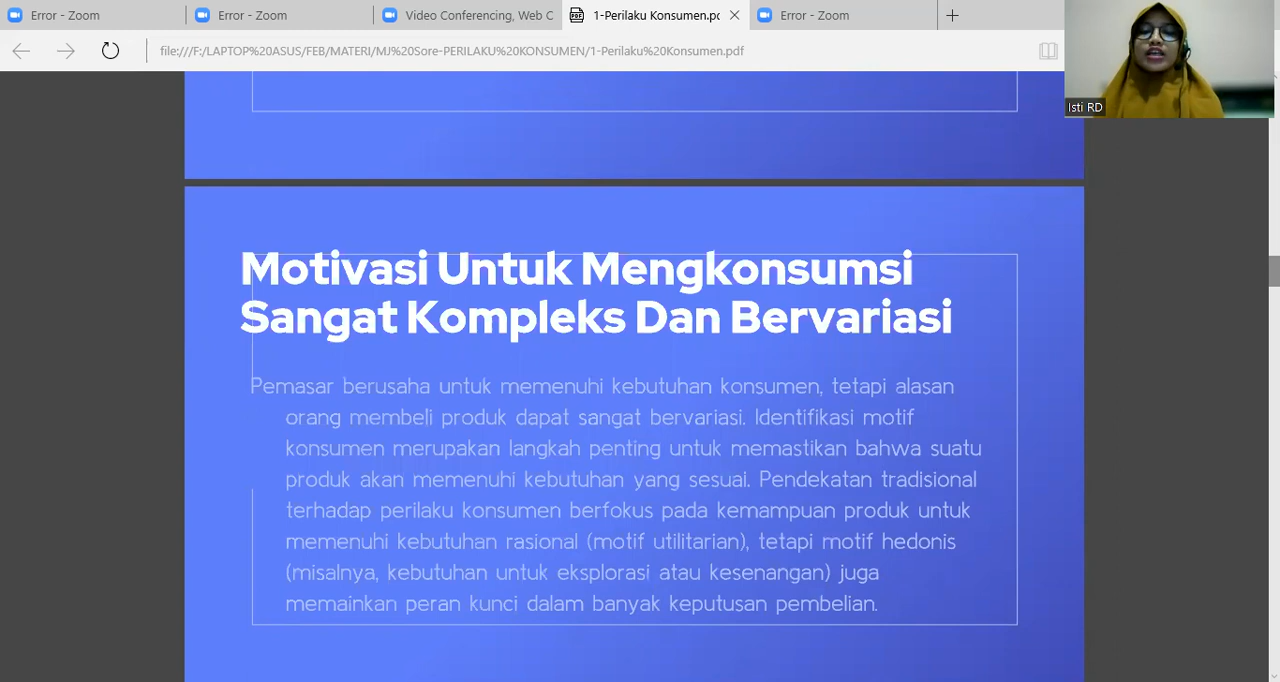 Error - Zoom
Error - Zoom
Video Conferencing, Web C
1-Perilaku Konsumen.pc
Error - Zoom
file:///F:/LAPTOP%20ASUS/FEB/MATERI/MJ%20Sore-PERILAKU%20KONSUMEN/1-Perilaku%20Konsumen.pdf
Isti RD
Motivasi Untuk Mengkonsumsi
Sangat Kompleks Dan Bervariasi
Pemasar berusaha untuk memenuhi kebutuhan konsumen, tetapi alasan
orang membeli produk dapat sangat bervariasi. Identifikasi motif
konsumen merupakan langkah penting untuk memastikan bahwa suatu
produk akan memenuhi kebutuhan yang sesuai. Pendekatan tradisional
terhadap perilaku konsumen berfokus pada kemampuan produk untuk
memenuhi kebutuhan rasional (motif utilitarian), tetapi motif hedonis
(misalnya, kebutuhan untuk eksplorasi atau kesenangan) juga
memainkan peran kunci dalam banyak keputusan pembelian.